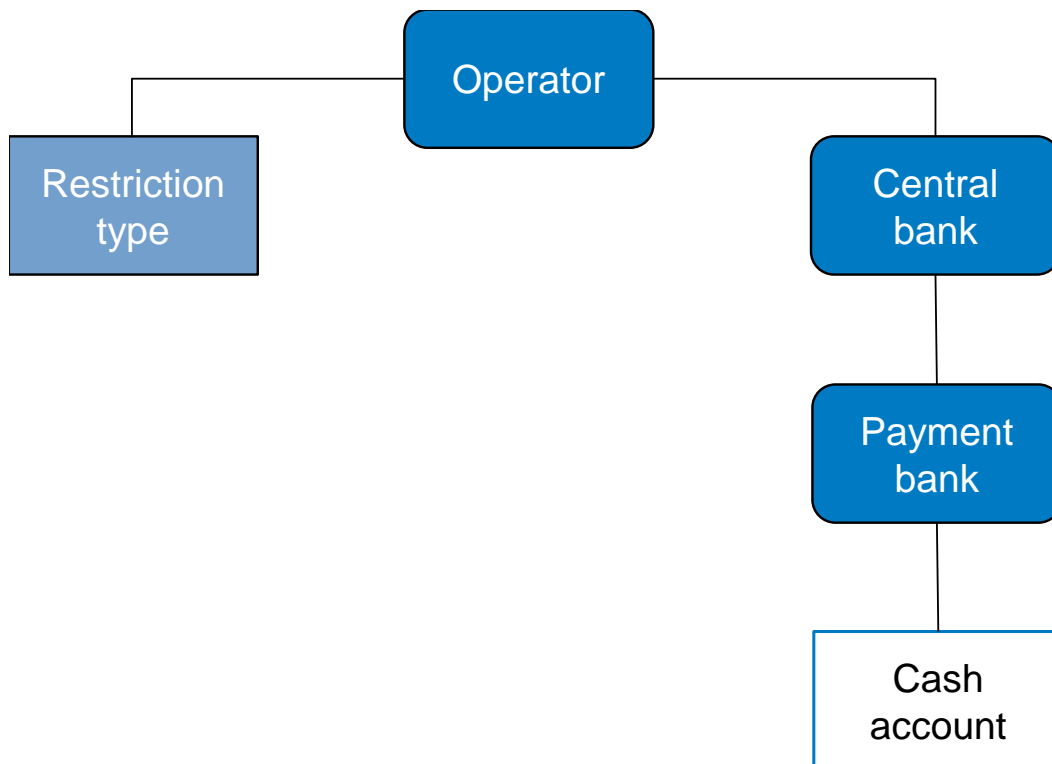 Operator
Restriction
type
Central
bank
Payment
bank
Cash
account